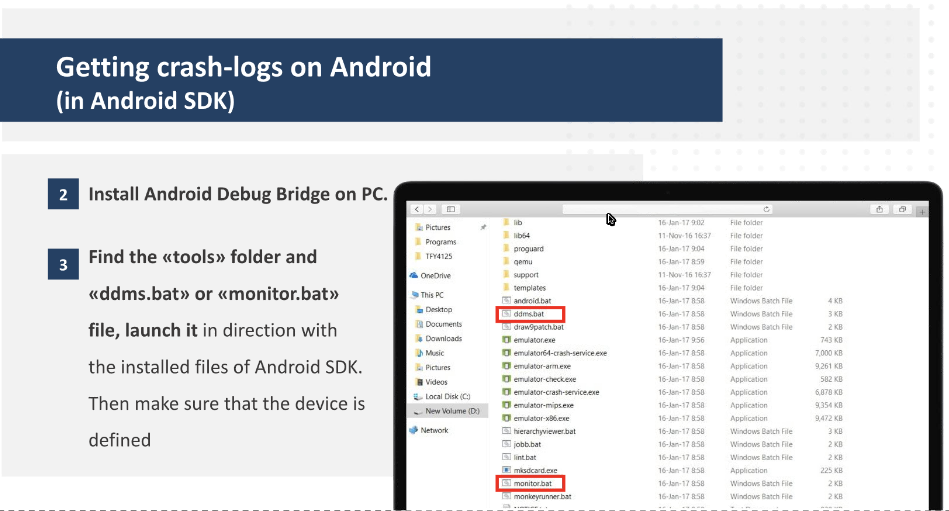 Getting crash-logs on Android
(in Android SDK)
2 Install Android Debug Bridge on PC.
3 Find the «tools» folder and
«ddms.bat» or «monitor.bat»
file, launch it in direction with
the installed files of Android SDK.
Then make sure that the device is
defined
Pictures
Programs
TFY4125
OneDrive
This PC
Desktop
Documents
Downloads
Music
Pictures
Videos
Local Disk (C:)
New Volume (D:)
Network
lib 16-Jan-17 9:02 File folder
lib64 11-Nov-16 16:37 File folder
proguard 16-Jan-17 9:04 File folder
qemu 16-Jan-17 8:59 File folder
support 11-Nov-16 16:37 File folder
templates 16-Jan-17 9:04 File folder
android.bat 16-Jan-17 8:58 Windows Batch File 4 KB
ddms.bat 16-Jan-17 8:58 Windows Batch File 3 KB
draw9patch.bat 16-Jan-17 8:58 Windows Batch File 2 KB
emulator.exe 16-Jan-17 9:56 Application 743 KB
emulator64-crash-service.exe 16-Jan-17 8:58 Application 7,000 KB
emulator-arm.exe 16-Jan-17 8:58 Application 9,261 KB
emulator-check.exe 16-Jan-17 8:58 Application 582 KB
emulator-crash-service.exe 16-Jan-17 8:58 Application 6,878 KB
emulator-mips.exe 16-Jan-17 8:58 Application 9,354 KB
emulator-x86.exe 16-Jan-17 8:58 Application 9,472 KB
hierarchyviewer.bat 16-Jan-17 8:58 Windows Batch File 3 KB
jobb.bat 16-Jan-17 8:58 Windows Batch File 2 KB
lint.bat 16-Jan-17 8:58 Windows Batch File 2 KB
mksdcard.exe 16-Jan-17 8:58 Application 225 KB
monitor.bat 16-Jan-17 8:58 Windows Batch File 2 KB
monkeyrunner.bat 16-Jan-17 8:58 Windows Batch File 2 KB